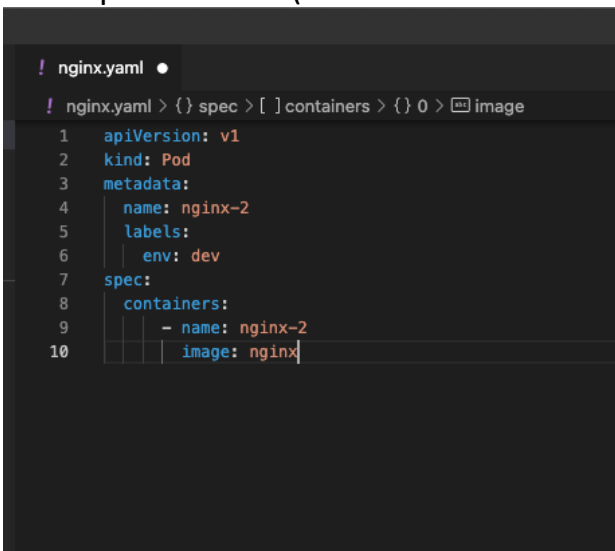 ! nginx.yaml ●
! nginx.yaml > {} spec > [ ] containers > {} 0 > abc image
1 apiVersion: v1
2 kind: Pod
3 metadata:
4   name: nginx-2
5   labels:
6     env: dev
7 spec:
8   containers:
9       - name: nginx-2
10        image: nginx